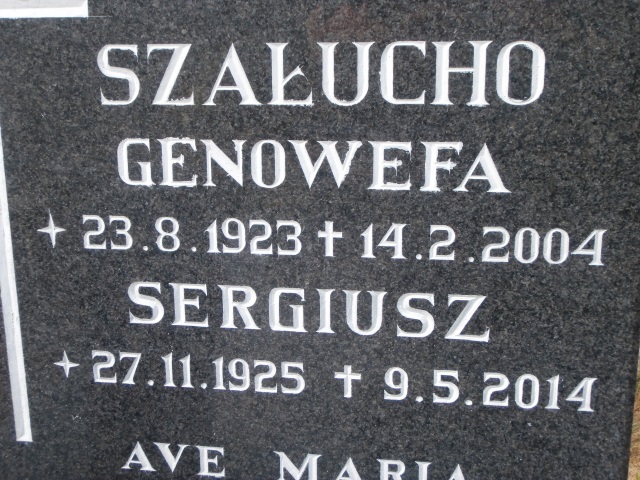 SZAŁUCHO
GENOWEFA
23.8.1923 † 14.2.2004
SERGIUSZ
27.11.1925 † 9.5.2014
AVE MARIA